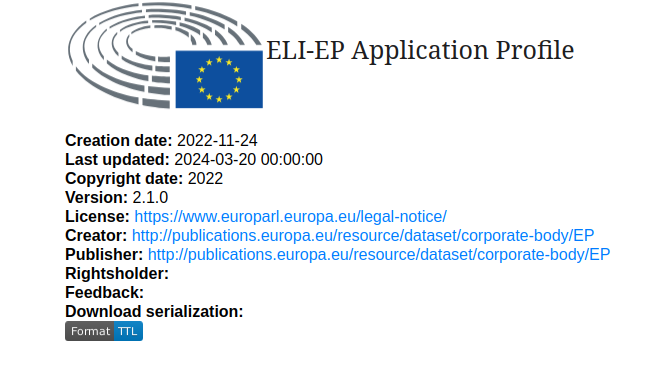 ELI-EP Application Profile
Creation date: 2022-11-24
Last updated: 2024-03-20 00:00:00
Copyright date: 2022
Version: 2.1.0
License: https://www.europarl.europa.eu/legal-notice/
Creator: http://publications.europa.eu/resource/dataset/corporate-body/EP
Publisher: http://publications.europa.eu/resource/dataset/corporate-body/EP
Rightsholder:
Feedback:
Download serialization:
Format TTL